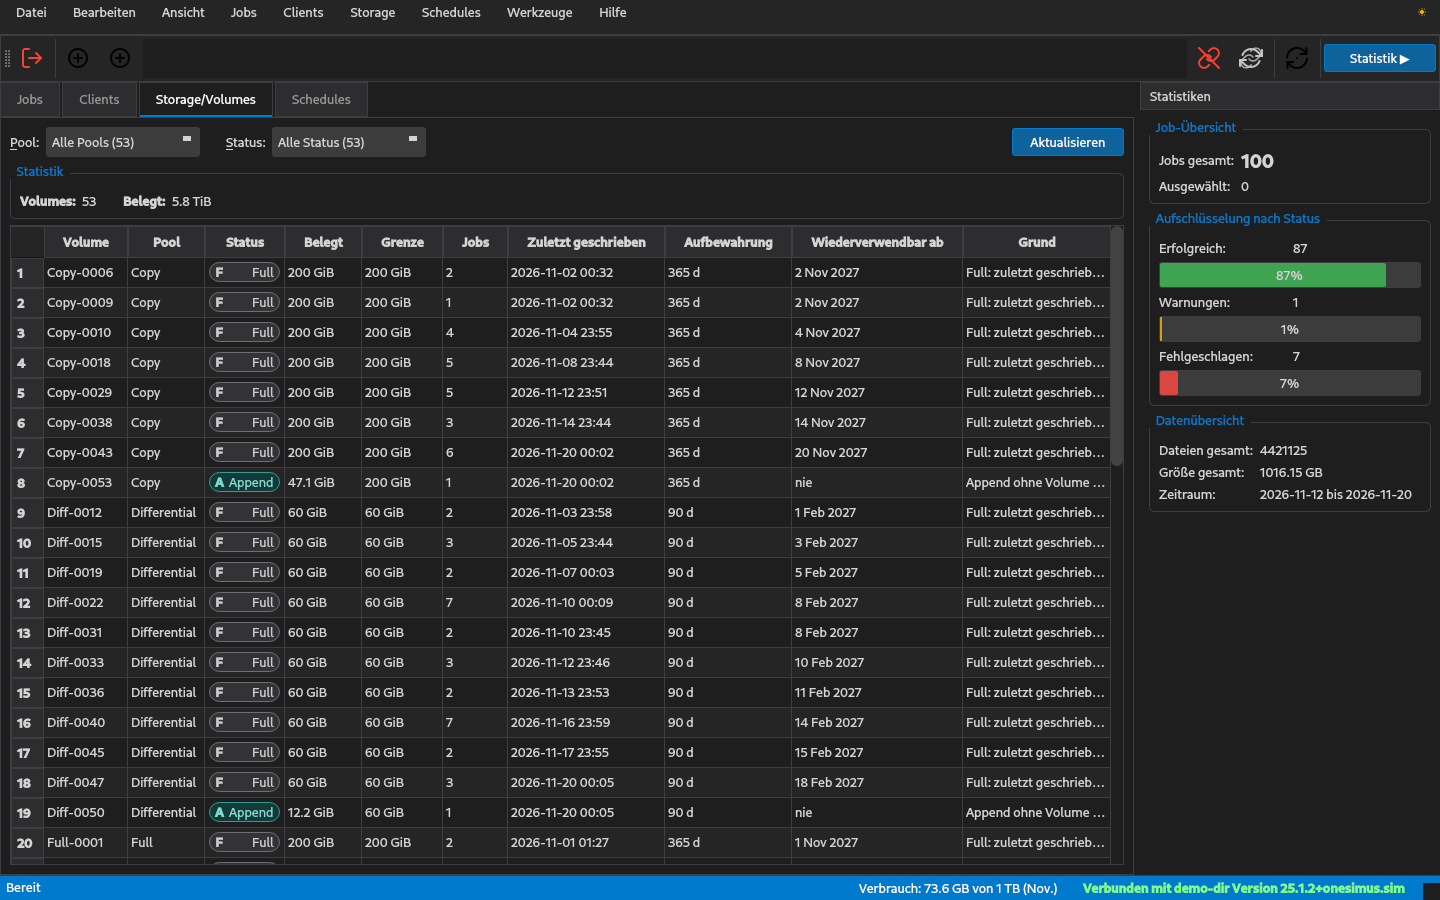 Datei Bearbeiten Ansicht Jobs Clients Storage Schedules Werkzeuge Hilfe
Statistik ▶
Jobs Clients Storage/Volumes Schedules
Pool: Alle Pools (53) Status: Alle Status (53) Aktualisieren
Statistik
Volumes: 53 Belegt: 5.8 TiB
Volume Pool Status Belegt Grenze Jobs Zuletzt geschrieben Aufbewahrung Wiederverwendbar ab Grund
1 Copy-0006 Copy F Full 200 GiB 200 GiB 2 2026-11-02 00:32 365 d 2 Nov 2027 Full: zuletzt geschrieb...
2 Copy-0009 Copy F Full 200 GiB 200 GiB 1 2026-11-02 00:32 365 d 2 Nov 2027 Full: zuletzt geschrieb...
3 Copy-0010 Copy F Full 200 GiB 200 GiB 4 2026-11-04 23:55 365 d 4 Nov 2027 Full: zuletzt geschrieb...
4 Copy-0018 Copy F Full 200 GiB 200 GiB 5 2026-11-08 23:44 365 d 8 Nov 2027 Full: zuletzt geschrieb...
5 Copy-0029 Copy F Full 200 GiB 200 GiB 5 2026-11-12 23:51 365 d 12 Nov 2027 Full: zuletzt geschrieb...
6 Copy-0038 Copy F Full 200 GiB 200 GiB 3 2026-11-14 23:44 365 d 14 Nov 2027 Full: zuletzt geschrieb...
7 Copy-0043 Copy F Full 200 GiB 200 GiB 6 2026-11-20 00:02 365 d 20 Nov 2027 Full: zuletzt geschrieb...
8 Copy-0053 Copy A Append 47.1 GiB 200 GiB 1 2026-11-20 00:02 365 d nie Append ohne Volume ...
9 Diff-0012 Differential F Full 60 GiB 60 GiB 2 2026-11-03 23:58 90 d 1 Feb 2027 Full: zuletzt geschrieb...
10 Diff-0015 Differential F Full 60 GiB 60 GiB 3 2026-11-05 23:44 90 d 3 Feb 2027 Full: zuletzt geschrieb...
11 Diff-0019 Differential F Full 60 GiB 60 GiB 2 2026-11-07 00:03 90 d 5 Feb 2027 Full: zuletzt geschrieb...
12 Diff-0022 Differential F Full 60 GiB 60 GiB 7 2026-11-10 00:09 90 d 8 Feb 2027 Full: zuletzt geschrieb...
13 Diff-0031 Differential F Full 60 GiB 60 GiB 2 2026-11-10 23:45 90 d 8 Feb 2027 Full: zuletzt geschrieb...
14 Diff-0033 Differential F Full 60 GiB 60 GiB 3 2026-11-12 23:46 90 d 10 Feb 2027 Full: zuletzt geschrieb...
15 Diff-0036 Differential F Full 60 GiB 60 GiB 2 2026-11-13 23:53 90 d 11 Feb 2027 Full: zuletzt geschrieb...
16 Diff-0040 Differential F Full 60 GiB 60 GiB 7 2026-11-16 23:59 90 d 14 Feb 2027 Full: zuletzt geschrieb...
17 Diff-0045 Differential F Full 60 GiB 60 GiB 2 2026-11-17 23:55 90 d 15 Feb 2027 Full: zuletzt geschrieb...
18 Diff-0047 Differential F Full 60 GiB 60 GiB 3 2026-11-20 00:05 90 d 18 Feb 2027 Full: zuletzt geschrieb...
19 Diff-0050 Differential A Append 12.2 GiB 60 GiB 1 2026-11-20 00:05 90 d nie Append ohne Volume ...
20 Full-0001 Full F Full 200 GiB 200 GiB 2 2026-11-01 01:27 365 d 1 Nov 2027 Full: zuletzt geschrieb...
Statistiken
Job-Übersicht
Jobs gesamt: 100
Ausgewählt: 0
Aufschlüsselung nach Status
Erfolgreich: 87
87%
Warnungen: 1
1%
Fehlgeschlagen: 7
7%
Datenübersicht
Dateien gesamt: 4421125
Größe gesamt: 1016.15 GB
Zeitraum: 2026-11-12 bis 2026-11-20
Bereit Verbrauch: 73.6 GB von 1 TB (Nov.) Verbunden mit demo-dir Version 25.1.2+onesimus.sim